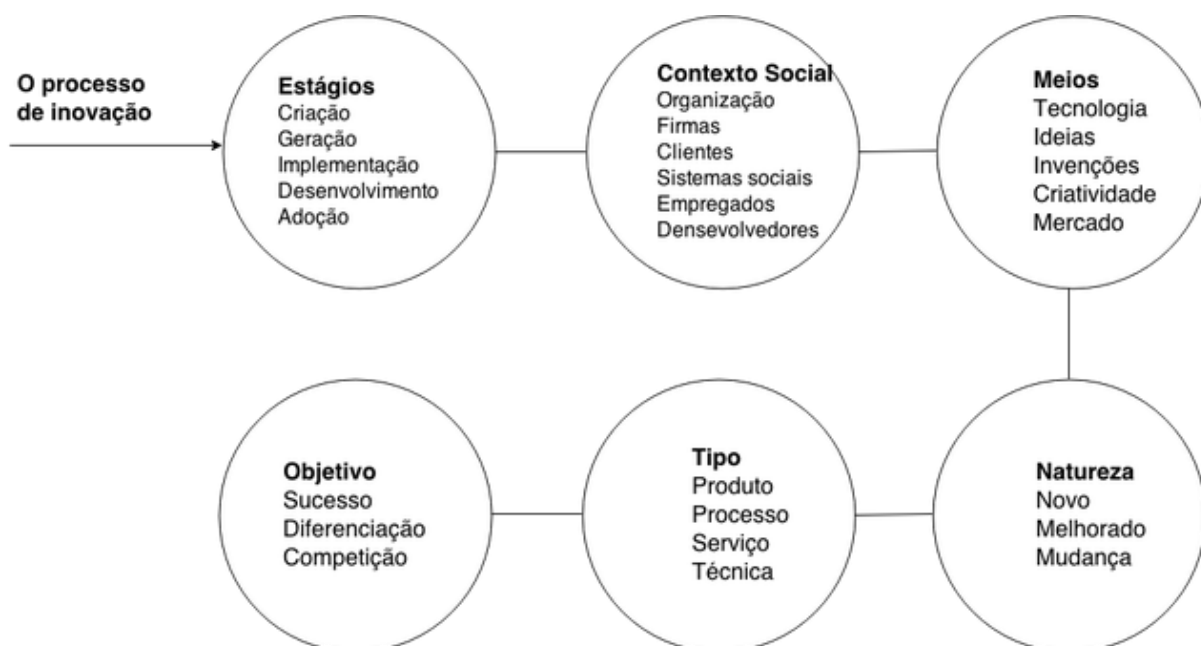 O processo
de inovação
Estágios
Criação
Geração
Implementação
Desenvolvimento
Adoção
Contexto Social
Organização
Firmas
Clientes
Sistemas sociais
Empregados
Densevolvedores
Meios
Tecnologia
Ideias
Invenções
Criatividade
Mercado
Objetivo
Sucesso
Diferenciação
Competição
Tipo
Produto
Processo
Serviço
Técnica
Natureza
Novo
Melhorado
Mudança